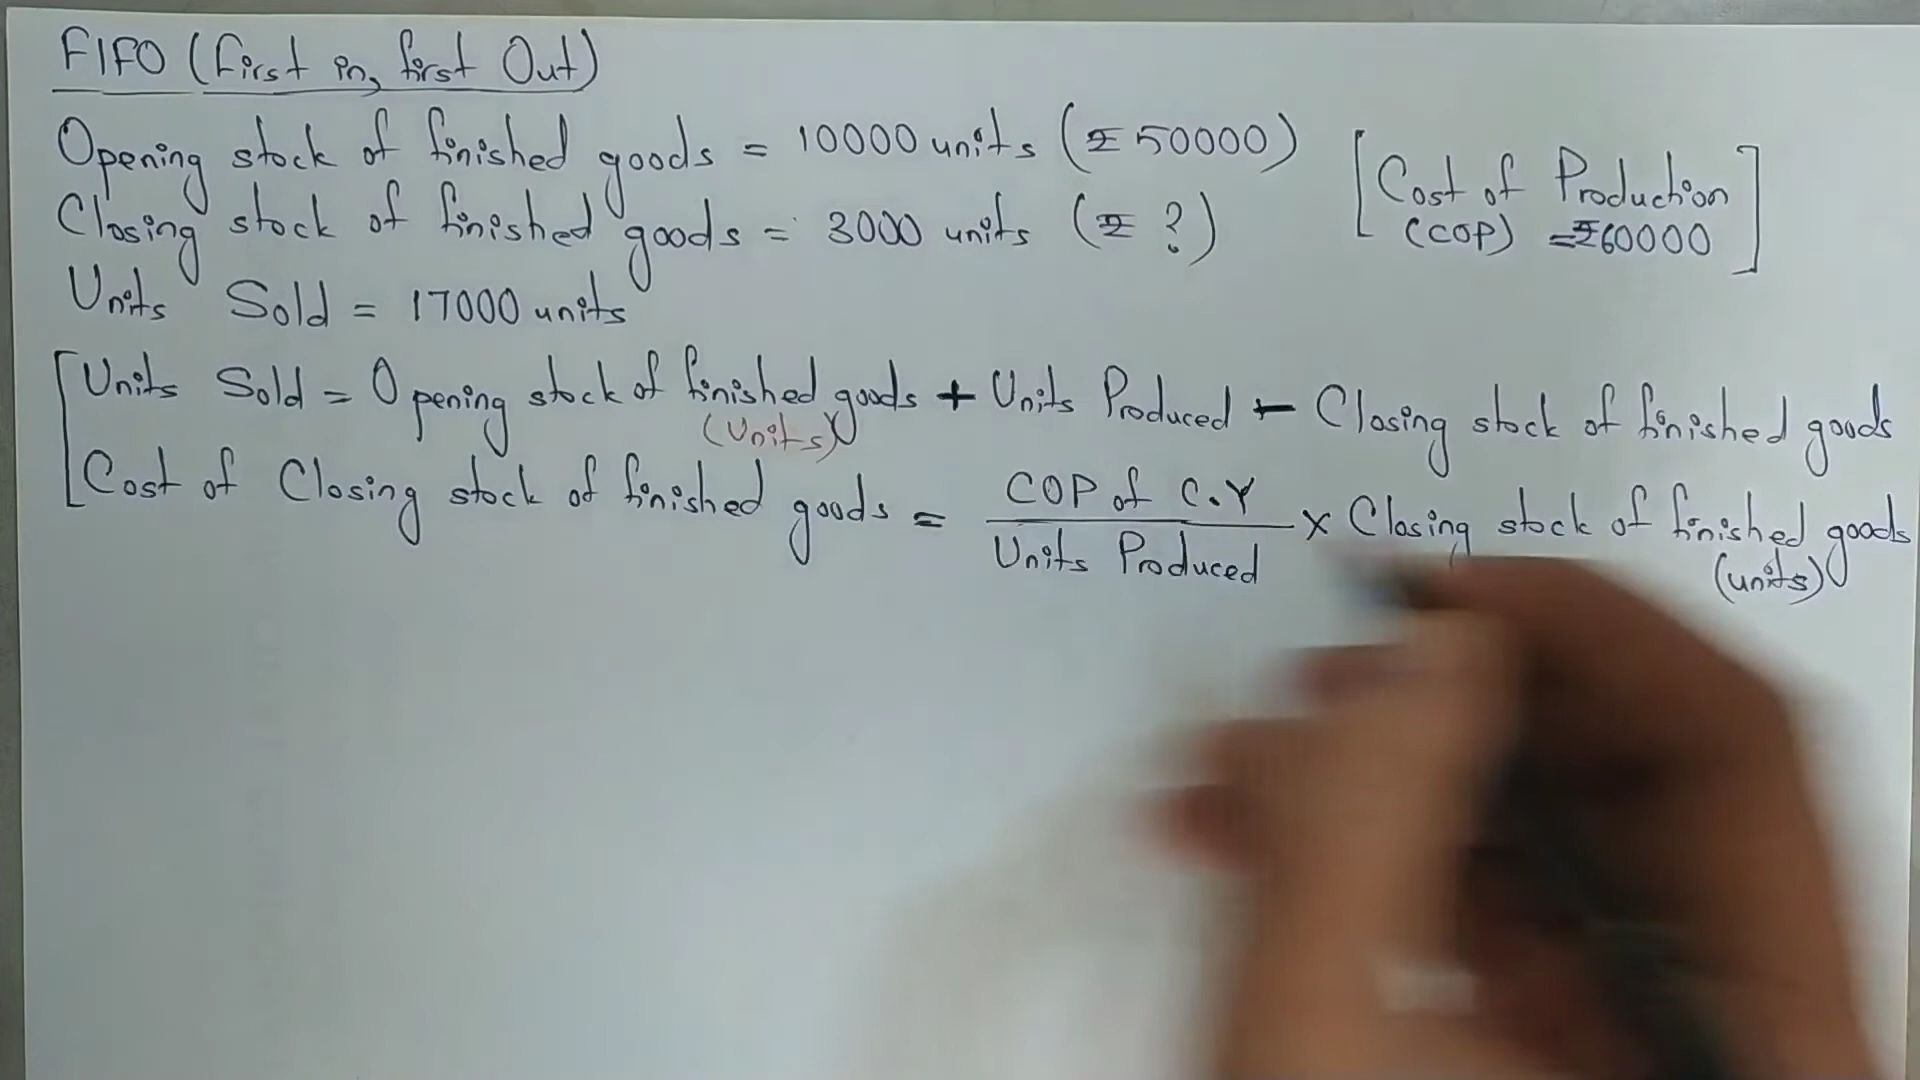 FIFO (First in, first Out)
Opening stock of finished goods = 10000 units (₹ 50000)
Closing stock of finished goods = 3000 units (₹ ?)
[Cost of Production]
(COP) = ₹60000
Units Sold = 17000 units
[Units Sold = Opening stock of finished goods + Units Produced - Closing stock of finished goods
(Units)
Cost of Closing stock of finished goods = COP of C.Y / Units Produced × Closing stock of finished goods
(units)